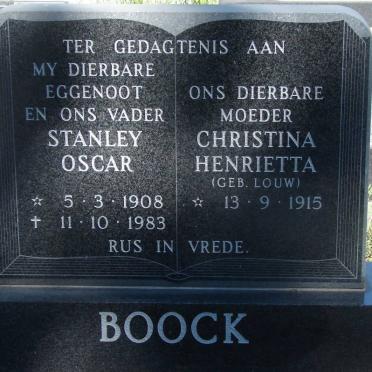 TER GEDAGTENIS AAN
MY DIERBARE
EGGENOOT
EN ONS VADER
STANLEY
OSCAR
☆ 5·3·1908
✝ 11·10·1983
ONS DIERBARE
MOEDER
CHRISTINA
HENRIETTA
(GEB. LOUW)
☆ 13·9·1915
RUS IN VREDE.
BOOCK